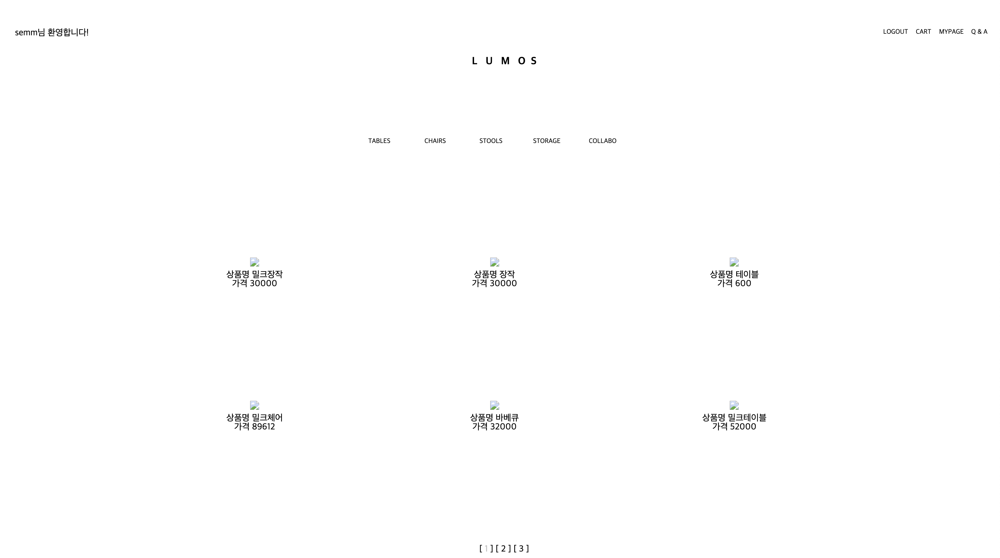 semm님 환영합니다!
LOGOUT CART MYPAGE Q & A
L U M O S
TABLES CHAIRS STOOLS STORAGE COLLABO
상품명 밀크장작
가격 30000
상품명 장작
가격 30000
상품명 테이블
가격 600
상품명 밀크체어
가격 89612
상품명 바베큐
가격 32000
상품명 밀크테이블
가격 52000
[ 1 ] [ 2 ] [ 3 ]